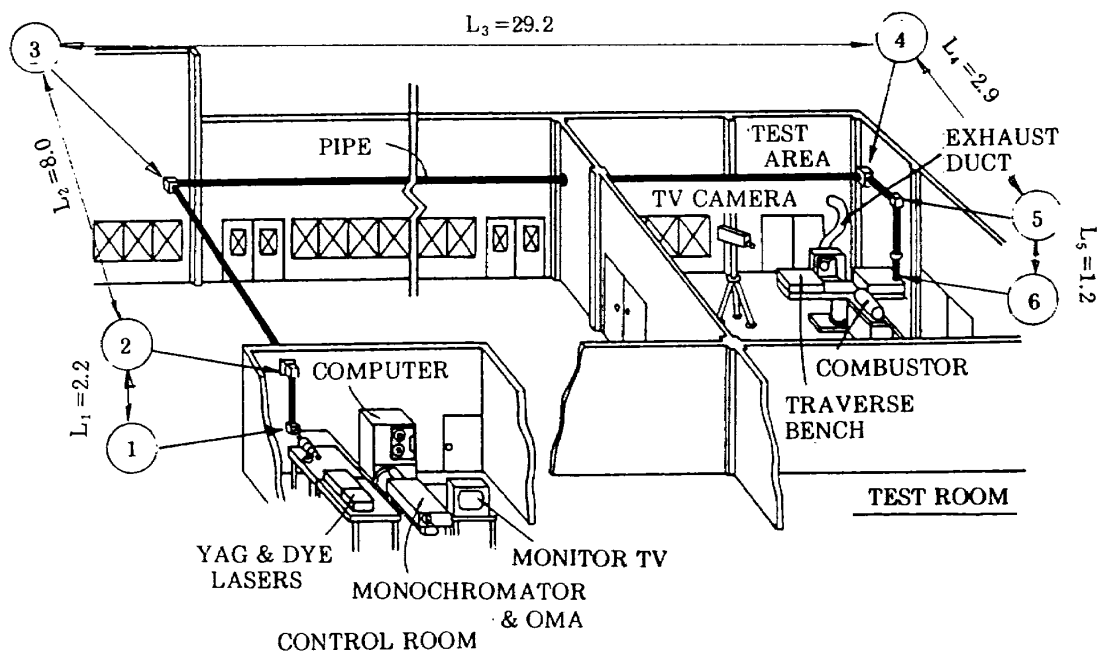 L₃=29.2
3
4
L₄=2.9
TEST
AREA
EXHAUST
DUCT
PIPE
L₂=8.0
TV CAMERA
5
L₅=1.2
6
2
COMPUTER
COMBUSTOR
L₁=2.2
TRAVERSE
BENCH
1
TEST ROOM
YAG & DYE
LASERS
MONITOR TV
MONOCHROMATOR
& OMA
CONTROL ROOM